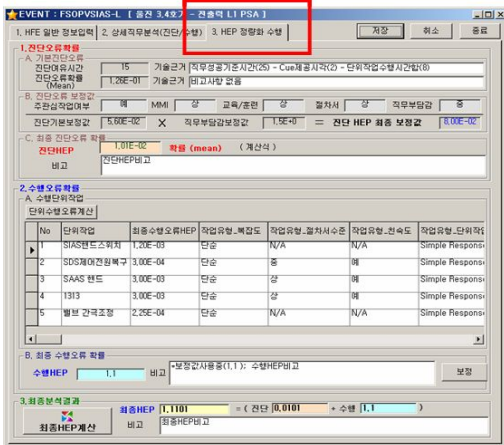 EVENT : FSOPVSIAS-L [ 울진 3,4호기 - 전출력 L1 PSA ]
1. HFE 일반 정보입력 2. 상세직무분석(진단/수행) 3. HEP 정량화 수행 저장 취소 종료
1.진단오류확률
A. 기본진단오류
진단여유시간 15 기술근거 직무성공기준시간(25) - Cue제공시각(2) - 단위작업수행시간합(8)
진단오류확률 (Mean) 1,26E-01 기술근거 비고사항 없음
B. 진단오류 보정값
주관심작업여부 예 MMI 상 교육/훈련 상 절차서 상 직무부담감 중
진단기본보정값 5,60E-02 X 직무부담감보정값 1,5E+0 = 진단 HEP 최종 보정값 8,00E-02
C. 최종 진단오류 확률
진단HEP 1,01E-02 확률 (mean) ( 계산식 )
비고 진단HEP비고
2.수행오류확률
A. 수행단위작업
단위수행오류계산
No 단위작업 최종수행오류HEP 작업유형_복잡도 작업유형_절차서수준 작업유형_친숙도 작업유형_단위작업
1 SIAS핸드스위치 1,20E-03 단순 N/A N/A Simple Response
2 SDS제어전원복구 3,00E-04 단순 중 예 Simple Response
3 SAAS 핸드 3,00E-03 단순 상 예 Simple Response
4 1313 3,00E-03 단순 상 예 Simple Response
5 밸브 간극조정 2,25E-04 단순 N/A N/A Simple Response
B. 최종 수행오류 확률
수행HEP 1,1 비고 *보정값사용중(1,1 ); 수행HEP비고 보정
3.최종분석결과
최종HEP계산 최종HEP 1,1101 = ( 진단 0,0101 + 수행 1,1 )
비고 최종HEP비고